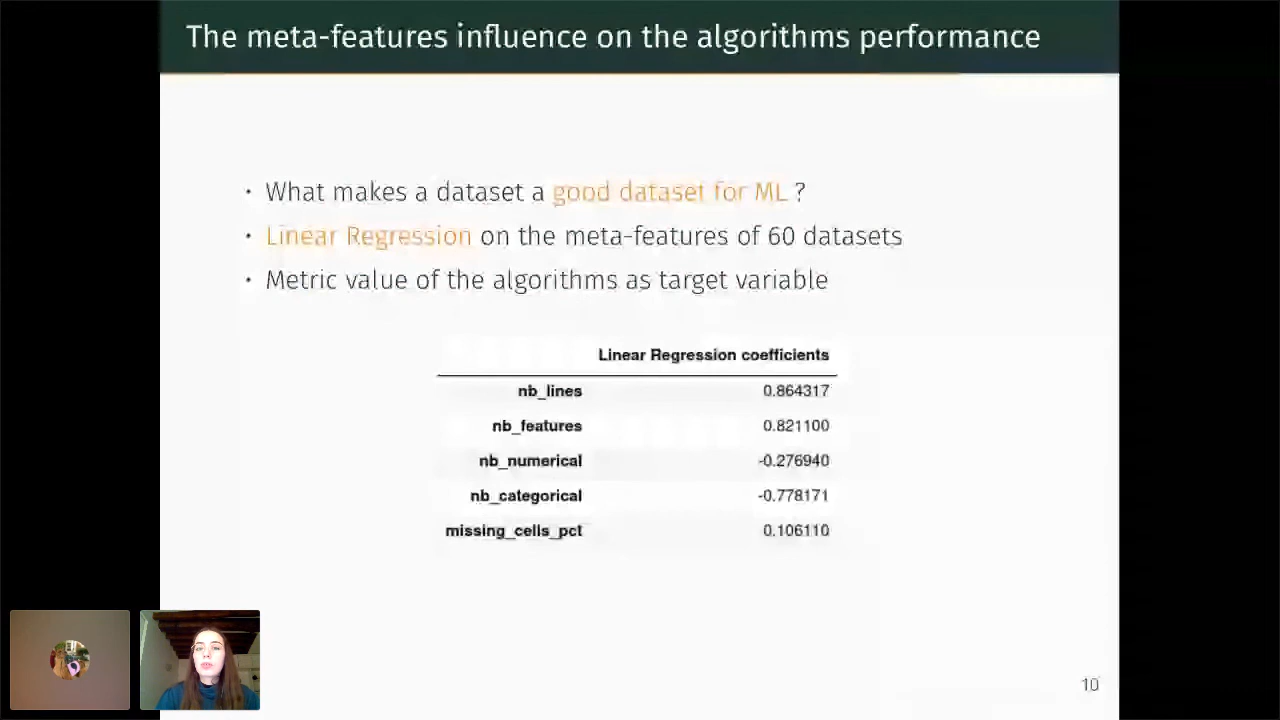 The meta-features influence on the algorithms performance
• What makes a dataset a good dataset for ML ?
• Linear Regression on the meta-features of 60 datasets
• Metric value of the algorithms as target variable
Linear Regression coefficients
nb_lines 0.864317
nb_features 0.821100
nb_numerical -0.276940
nb_categorical -0.778171
missing_cells_pct 0.106110
10